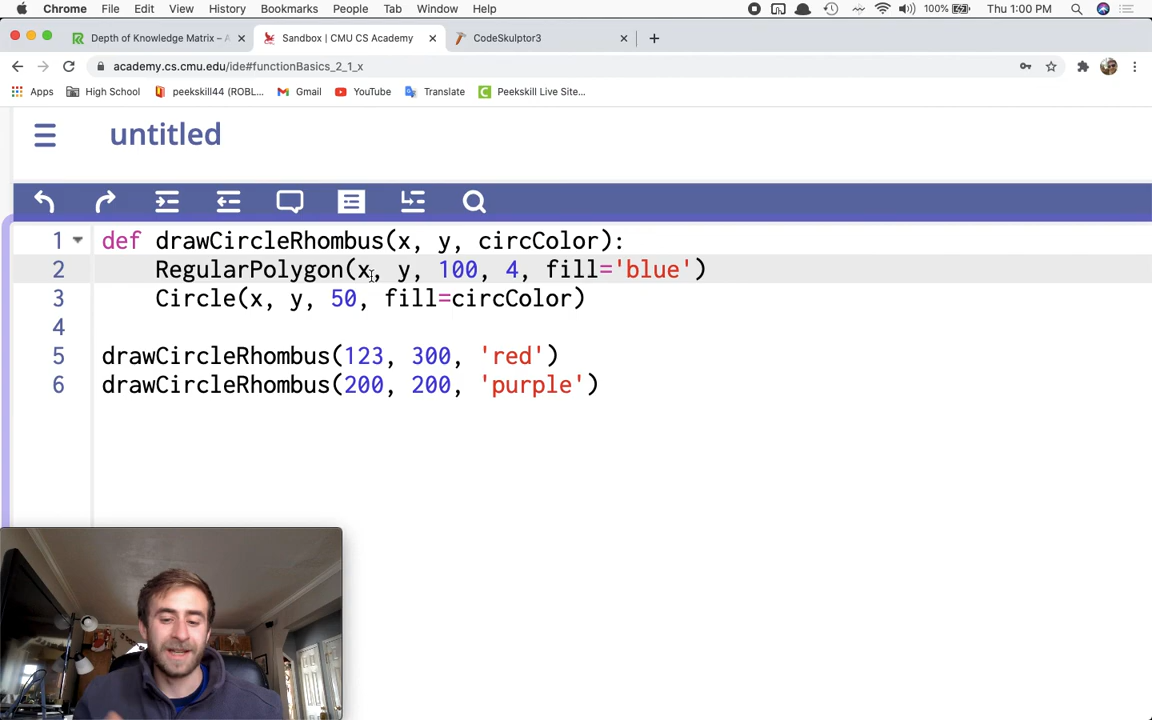 Chrome File Edit View History Bookmarks People Tab Window Help 100% Thu 1:00 PM
Depth of Knowledge Matrix – A Sandbox | CMU CS Academy CodeSkulptor3
academy.cs.cmu.edu/ide#functionBasics_2_1_x
Apps High School peekskill44 (ROBL... Gmail YouTube Translate Peekskill Live Site...
untitled
1 def drawCircleRhombus(x, y, circColor):
2 RegularPolygon(x, y, 100, 4, fill='blue')
3 Circle(x, y, 50, fill=circColor)
4
5 drawCircleRhombus(123, 300, 'red')
6 drawCircleRhombus(200, 200, 'purple')